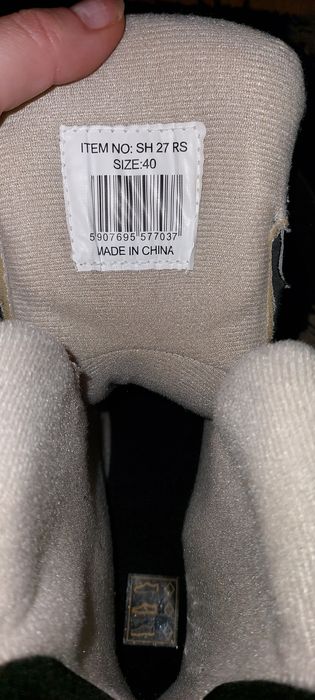 ITEM NO: SH 27 RS
SIZE:40
5907695 577037
MADE IN CHINA